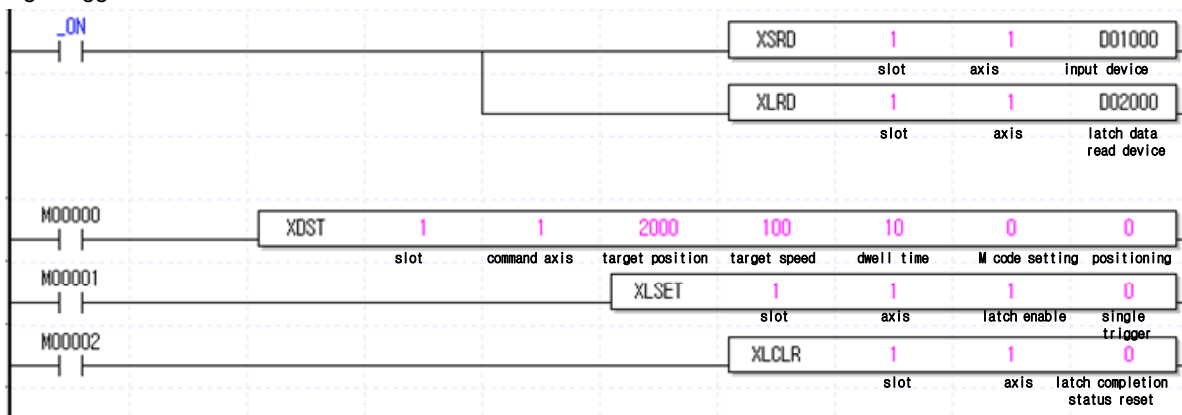 _ON
XSRD 1 1 D01000
slot axis input device
XLRD 1 1 D02000
slot axis latch data
read device
M00000
XDST 1 1 2000 100 10 0 0
slot command axis target position target speed dwell time M code setting positioning
M00001
XLSET 1 1 1 0
slot axis latch enable single
trigger
M00002
XLCLR 1 1 0
slot axis latch completion
status reset